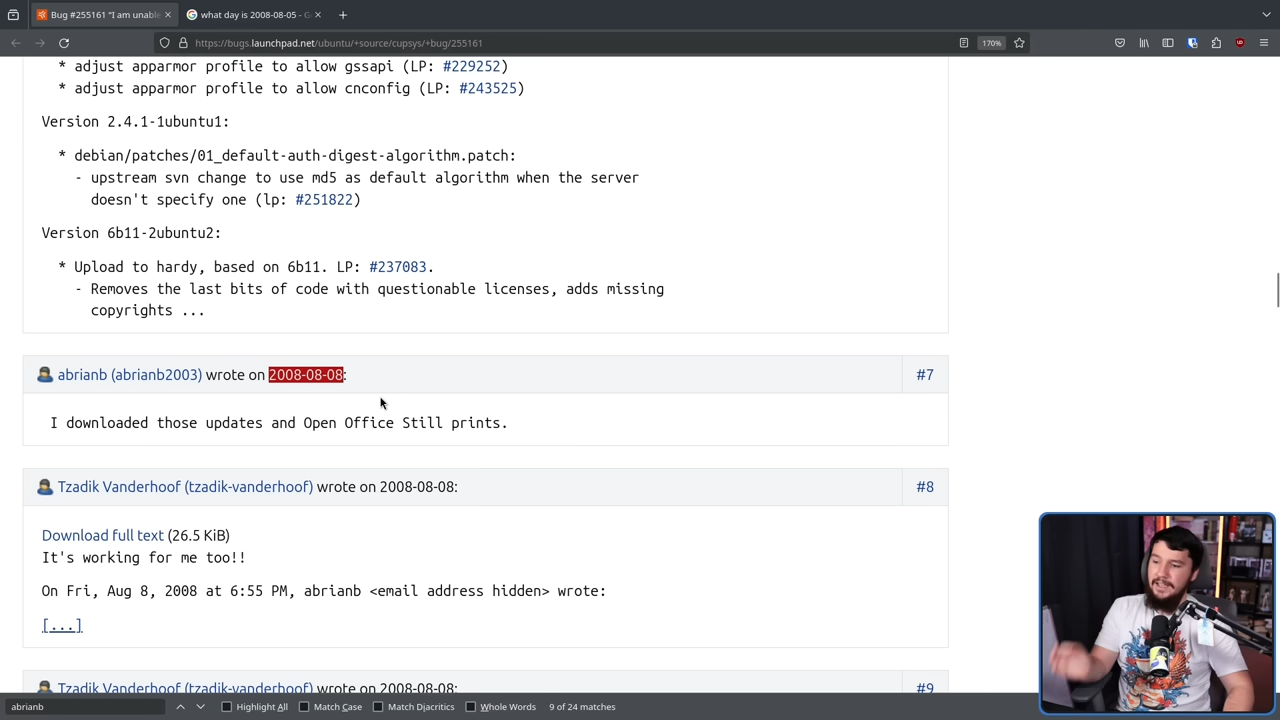 Bug #255161 "I am unable
what day is 2008-08-05 - G
https://bugs.launchpad.net/ubuntu/+source/cupsys/+bug/255161
170%
* adjust apparmor profile to allow gssapi (LP: #229252)
* adjust apparmor profile to allow cnconfig (LP: #243525)
Version 2.4.1-1ubuntu1:
* debian/patches/01_default-auth-digest-algorithm.patch:
- upstream svn change to use md5 as default algorithm when the server
doesn't specify one (lp: #251822)
Version 6b11-2ubuntu2:
* Upload to hardy, based on 6b11. LP: #237083.
- Removes the last bits of code with questionable licenses, adds missing
copyrights ...
abrianb (abrianb2003) wrote on 2008-08-08: #7
I downloaded those updates and Open Office Still prints.
Tzadik Vanderhoof (tzadik-vanderhoof) wrote on 2008-08-08: #8
Download full text (26.5 KiB)
It's working for me too!!
On Fri, Aug 8, 2008 at 6:55 PM, abrianb <email address hidden> wrote:
[...]
Tzadik Vanderhoof (tzadik-vanderhoof) wrote on 2008-08-08: #9
abrianb
Highlight All
Match Case
Match Diacritics
Whole Words
9 of 24 matches